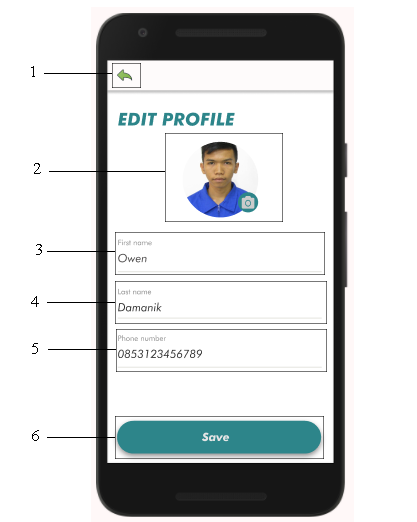 1
EDIT PROFILE
2
First name
3
Owen
Last name
4
Damanik
Phone number
5
0853123456789
6
Save